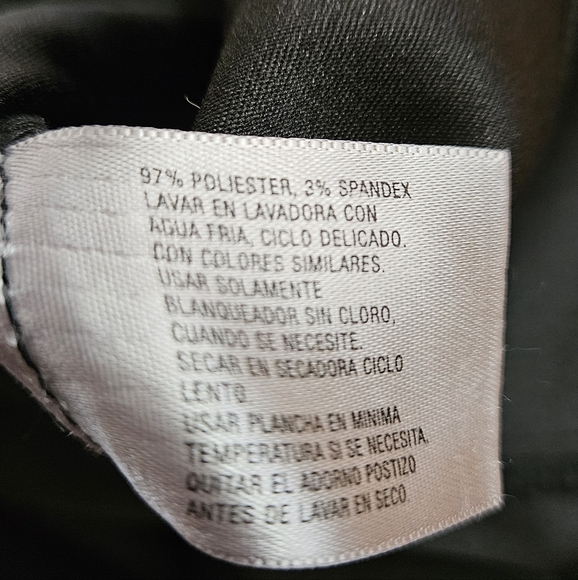 97% POLIESTER, 3% SPANDEX
LAVAR EN LAVADORA CON
AGUA FRIA, CICLO DELICADO.
CON COLORES SIMILARES.
USAR SOLAMENTE
BLANQUEADOR SIN CLORO,
CUANDO SE NECESITE.
SECAR EN SECADORA CICLO
LENTO
USAR PLANCHA EN MINIMA
TEMPERATURA SI SE NECESITA.
QUITAR EL ADORNO POSTIZO
ANTES DE LAVAR EN SECO.